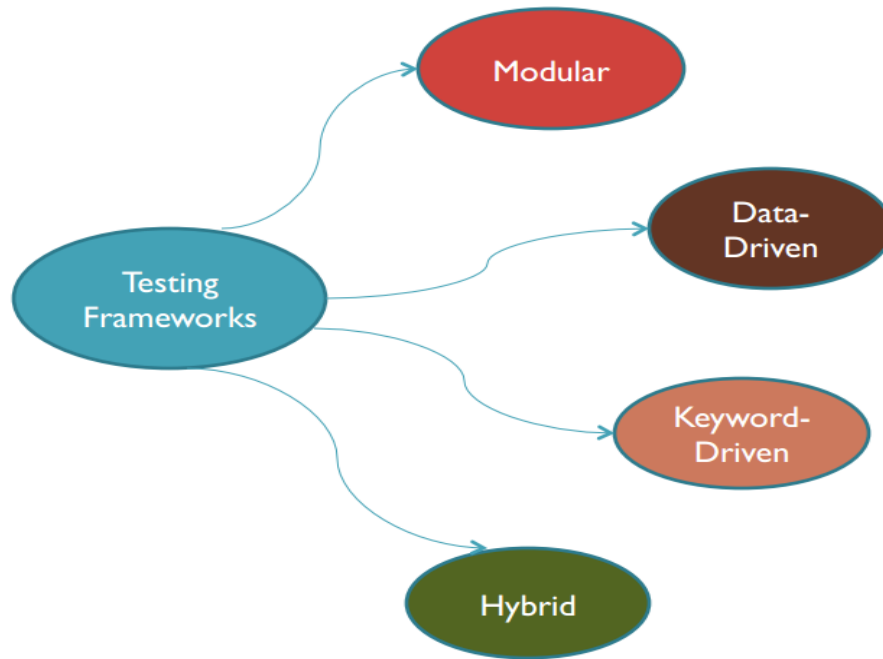 Modular
Data-
Driven
Testing
Frameworks
Keyword-
Driven
Hybrid